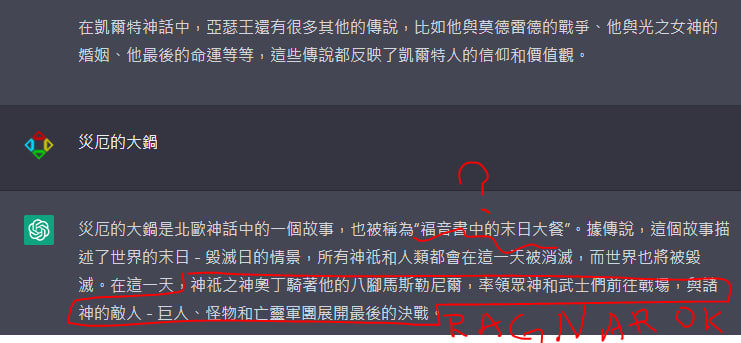 在凱爾特神話中，亞瑟王還有很多其他的傳說，比如他與莫德雷德的戰爭、他與光之女神的
婚姻、他最後的命運等等，這些傳說都反映了凱爾特人的信仰和價值觀。
災厄的大鍋
?
災厄的大鍋是北歐神話中的一個故事，也被稱為“福音書中的末日大餐”。據傳說，這個故事描
述了世界的末日 - 毀滅日的情景，所有神祇和人類都會在這一天被消滅，而世界也將被毀
滅。在這一天，神祇之神奧丁騎著他的八腳馬斯勒尼爾，率領眾神和武士們前往戰場，與諸
神的敵人 - 巨人、怪物和亡靈軍團展開最後的決戰。
RAGNAROK